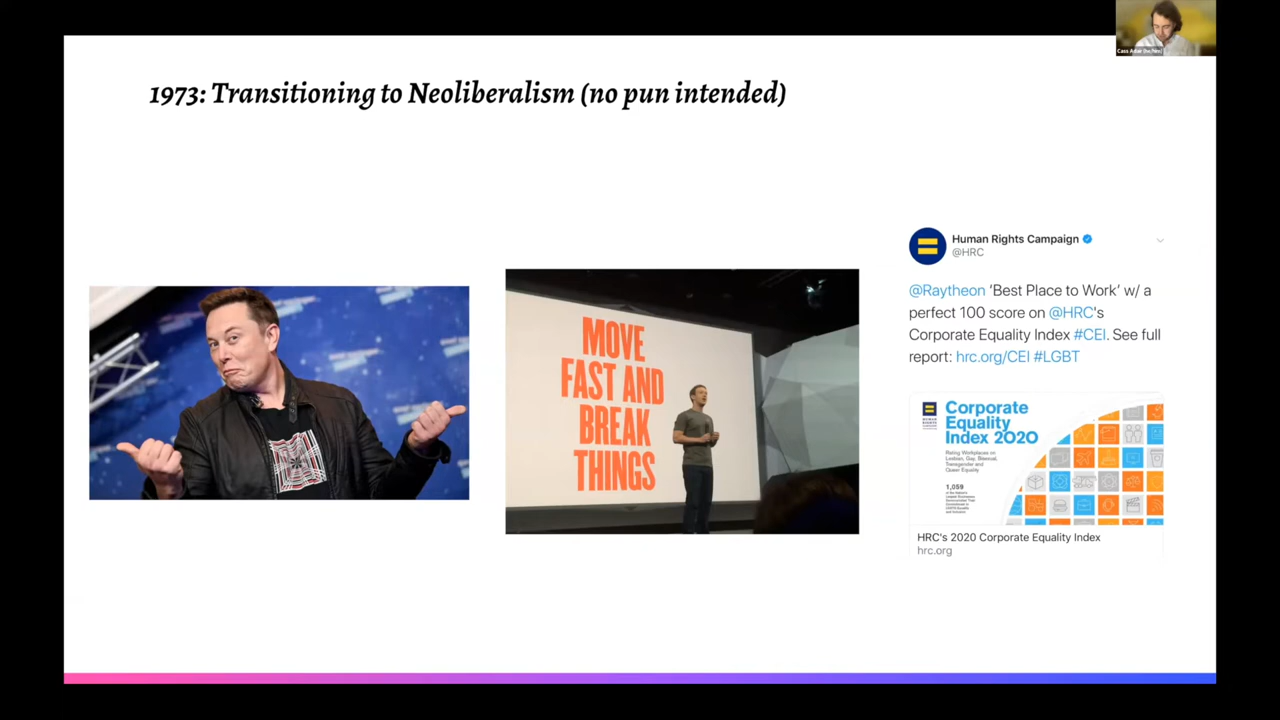 Cass Adair (he/him)
1973: Transitioning to Neoliberalism (no pun intended)
MOVE
FAST AND
BREAK
THINGS
Human Rights Campaign
@HRC
@Raytheon ‘Best Place to Work’ w/ a
perfect 100 score on @HRC's
Corporate Equality Index #CEI. See full
report: hrc.org/CEI #LGBT
Corporate
Equality
Index 2020
Rating Workplaces on
Lesbian, Gay, Bisexual,
Transgender and
Queer Equality
1,059
HRC's 2020 Corporate Equality Index
hrc.org